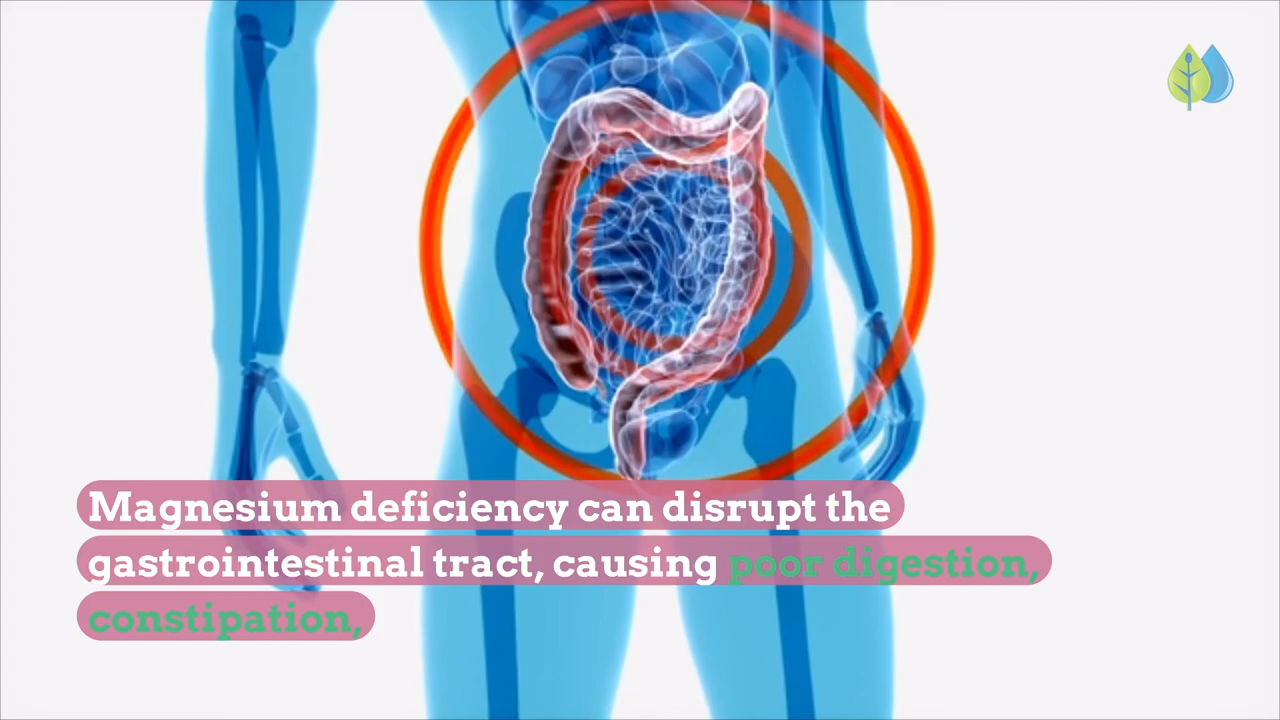 Magnesium deficiency can disrupt the
gastrointestinal tract, causing poor digestion,
constipation,